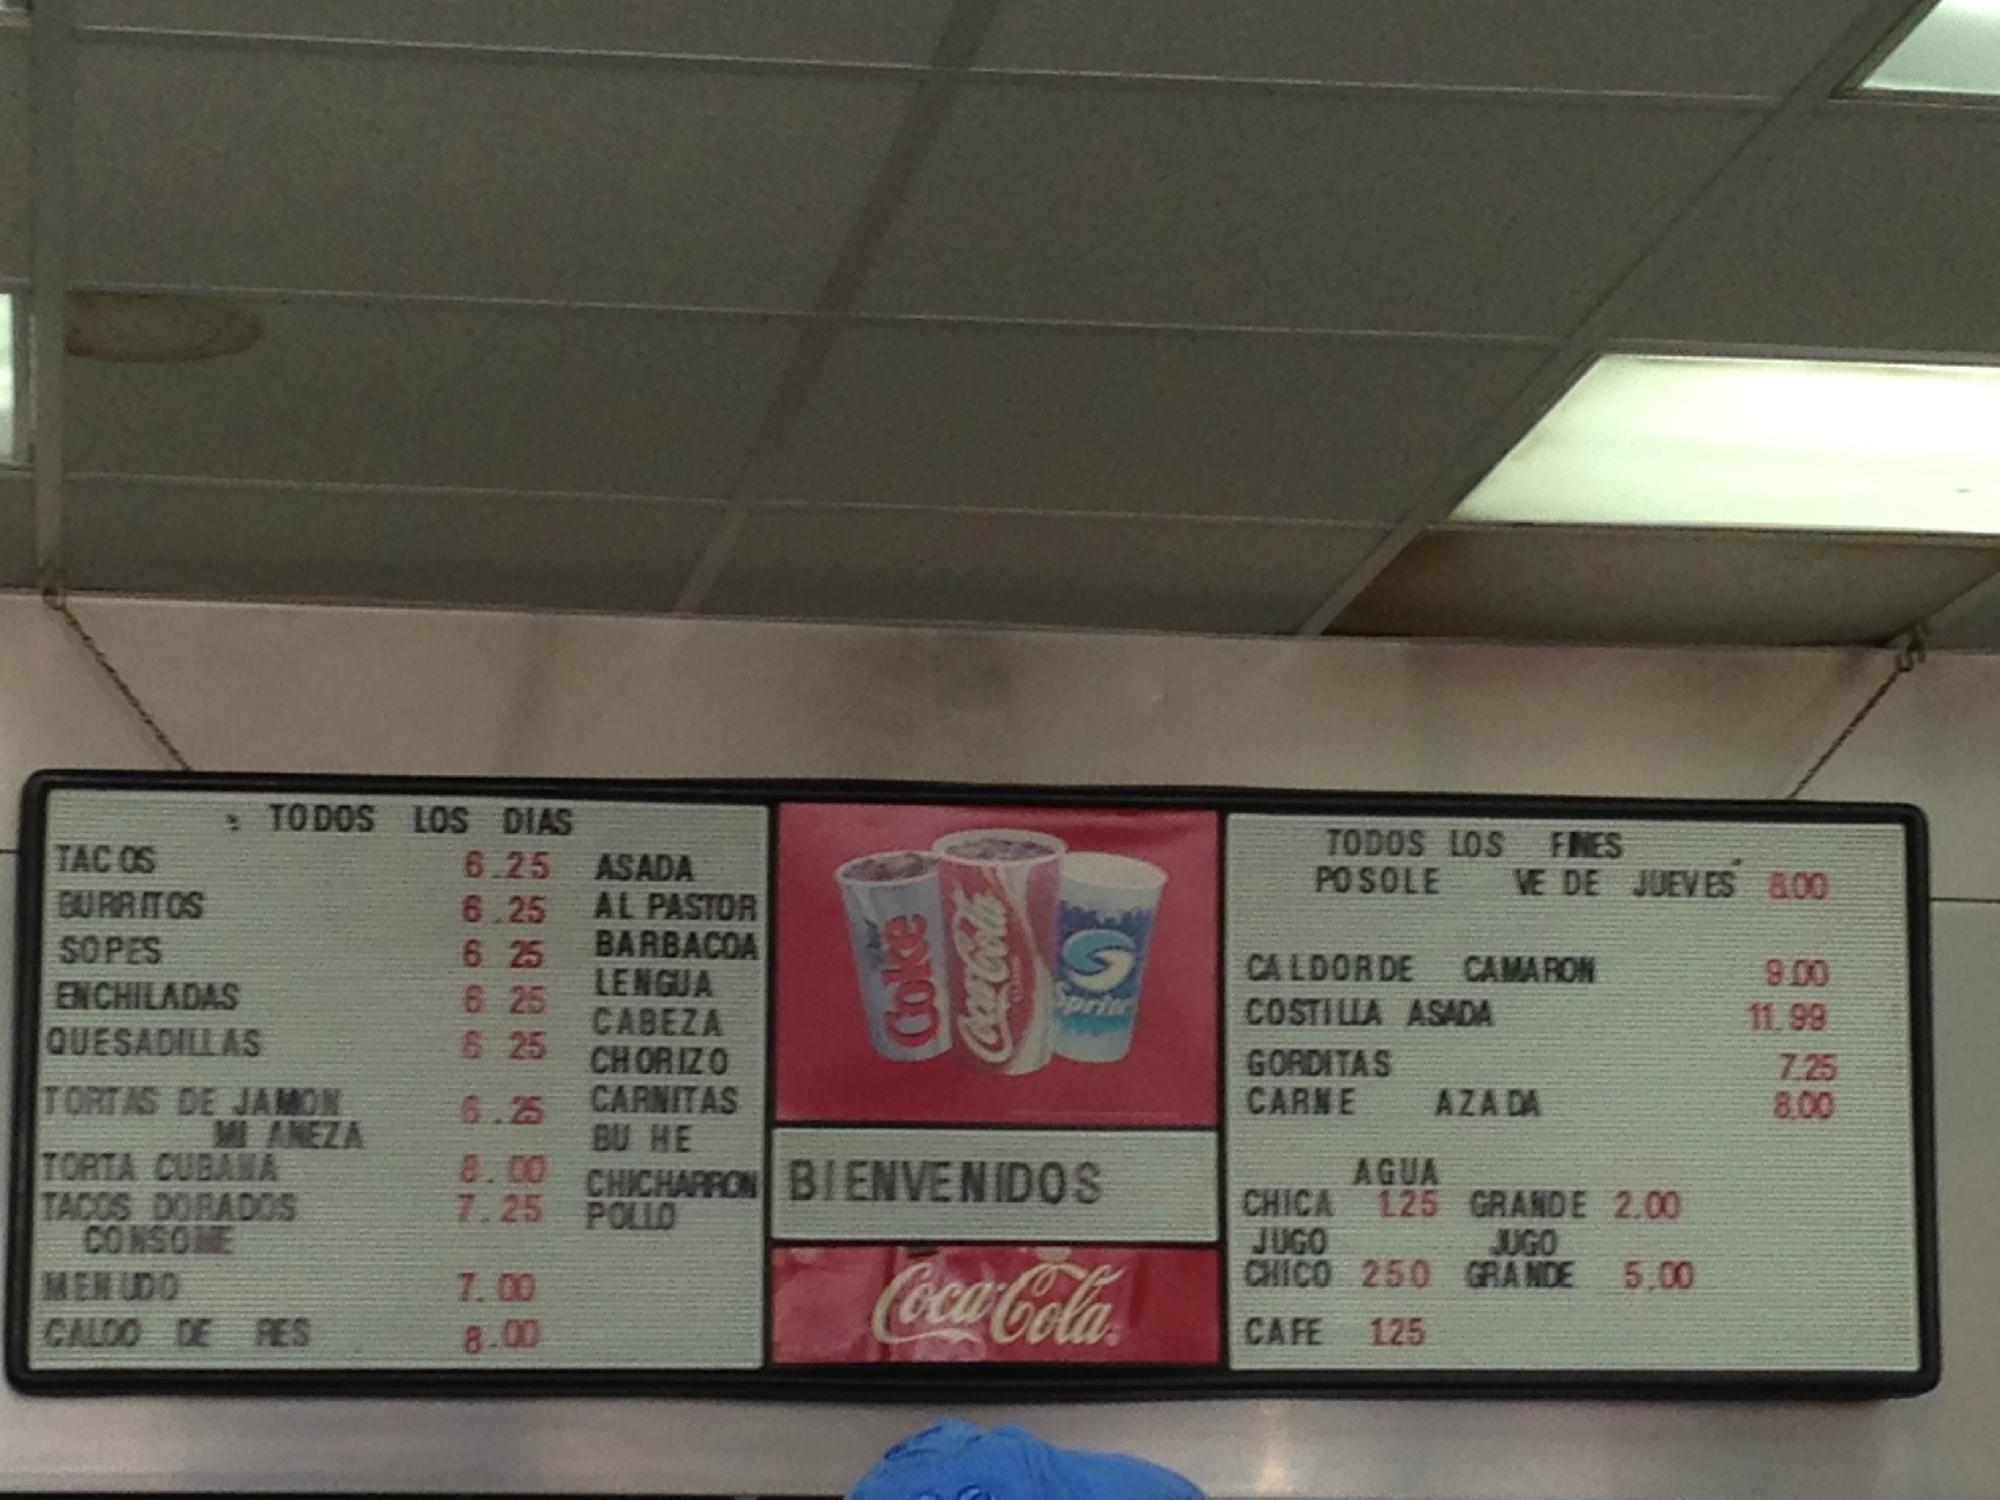 TODOS LOS DIAS
TACOS 6.25
BURRITOS 6.25
SOPES 6 25
ENCHILADAS 6 25
QUESADILLAS 6 25
TORTAS DE JAMON 6.25
MI ANEZA
TORTA CUBANA 8.00
TACOS DORADOS 7.25
CONSOME
MENUDO 7.00
CALDO DE RES 8.00
ASADA
AL PASTOR
BARBACOA
LENGUA
CABEZA
CHORIZO
CARNITAS
BU HE
CHICHARRON
POLLO
Coke
Coca-Cola
Sprite
BIENVENIDOS
Coca-Cola
TODOS LOS FINES
POSOLE VE DE JUEVES 8.00
CALDORDE CAMARON 9.00
COSTILLA ASADA 11.99
GORDITAS 7.25
CARNE AZADA 8.00
AGUA
CHICA 1.25 GRANDE 2.00
JUGO JUGO
CHICO 250 GRANDE 5.00
CAFE 125